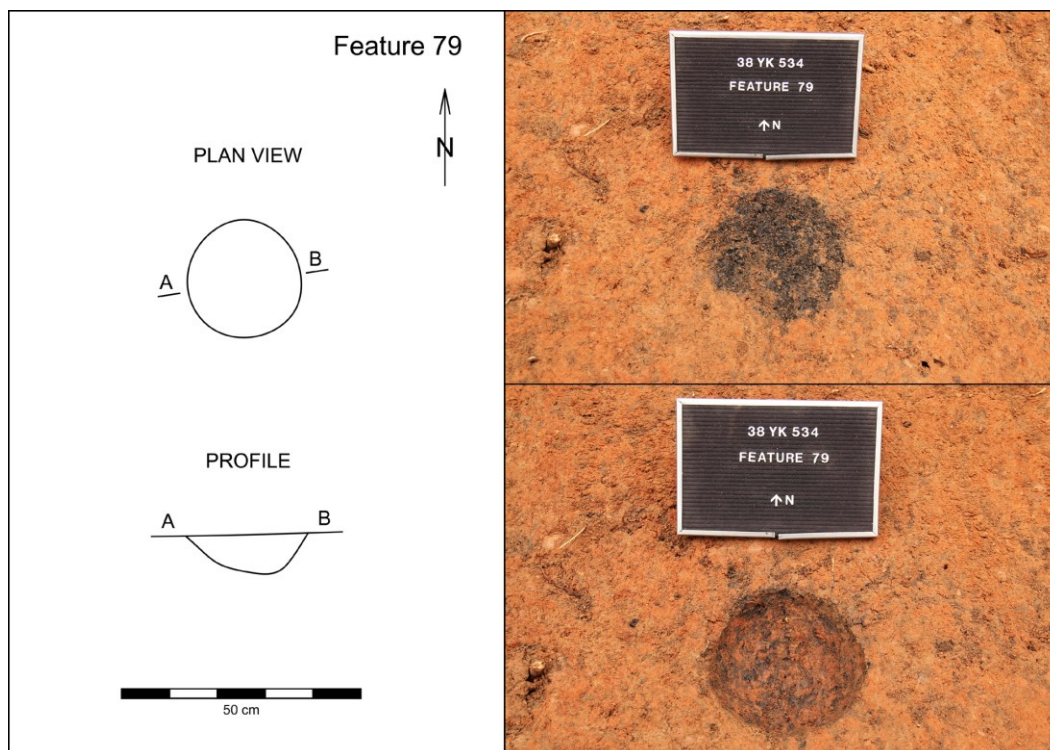 Feature 79
N
PLAN VIEW
A
B
PROFILE
A
B
50 cm
38 YK 534
FEATURE 79
↑N
38 YK 534
FEATURE 79
↑N